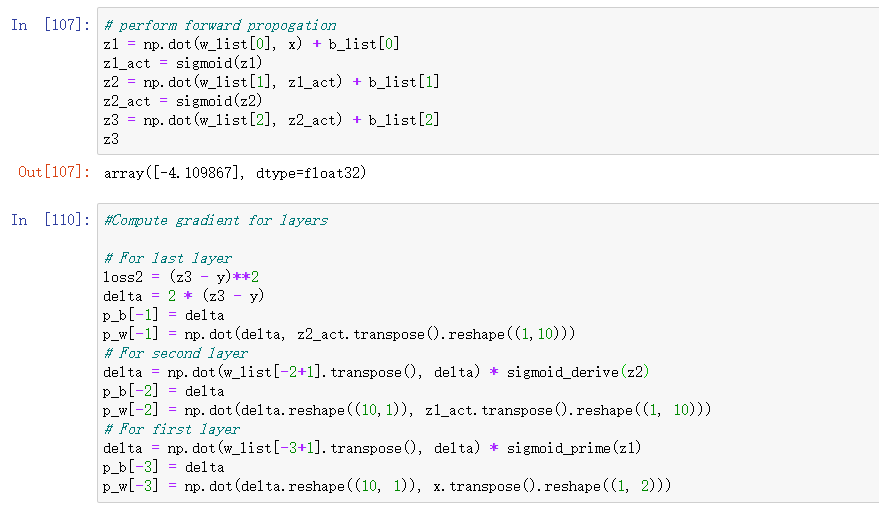 In [107]: # perform forward propogation
z1 = np.dot(w_list[0], x) + b_list[0]
z1_act = sigmoid(z1)
z2 = np.dot(w_list[1], z1_act) + b_list[1]
z2_act = sigmoid(z2)
z3 = np.dot(w_list[2], z2_act) + b_list[2]
z3
Out[107]: array([-4.109867], dtype=float32)
In [110]: #Compute gradient for layers
# For last layer
loss2 = (z3 - y)**2
delta = 2 * (z3 - y)
p_b[-1] = delta
p_w[-1] = np.dot(delta, z2_act.transpose().reshape((1,10)))
# For second layer
delta = np.dot(w_list[-2+1].transpose(), delta) * sigmoid_derive(z2)
p_b[-2] = delta
p_w[-2] = np.dot(delta.reshape((10,1)), z1_act.transpose().reshape((1, 10)))
# For first layer
delta = np.dot(w_list[-3+1].transpose(), delta) * sigmoid_prime(z1)
p_b[-3] = delta
p_w[-3] = np.dot(delta.reshape((10, 1)), x.transpose().reshape((1, 2)))